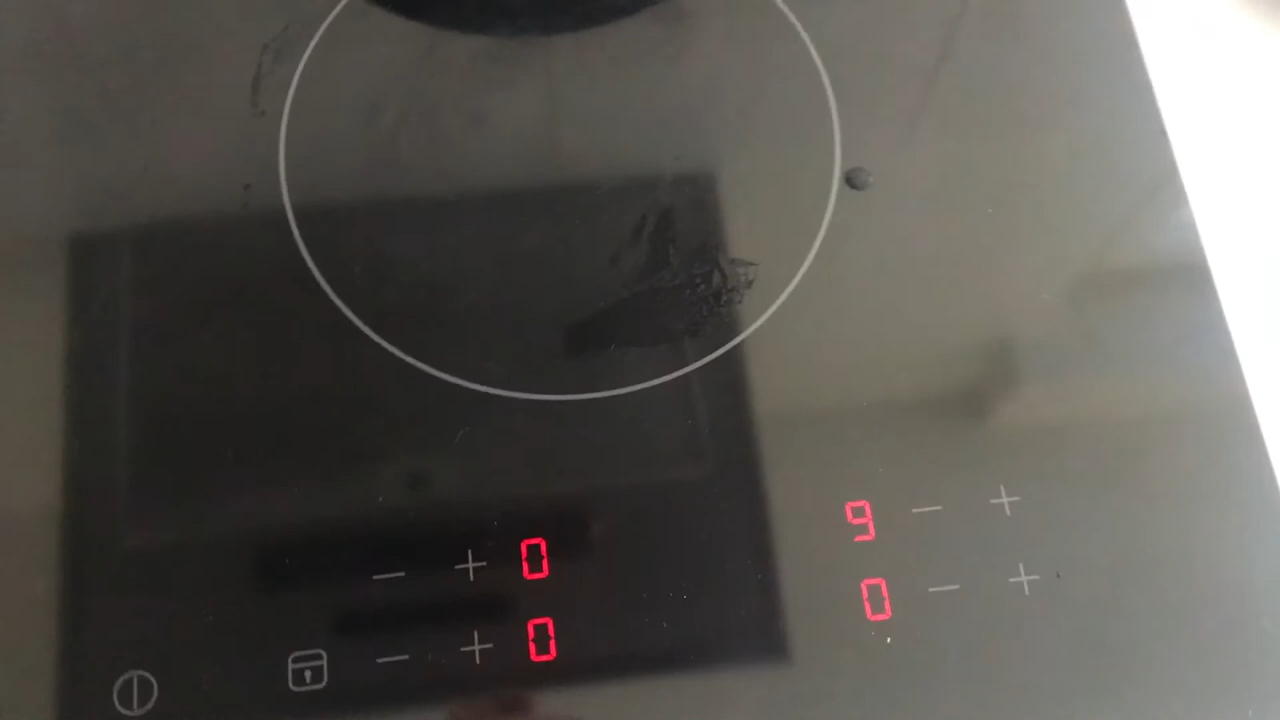 9 - +
- + 0
0 - +
- + 0